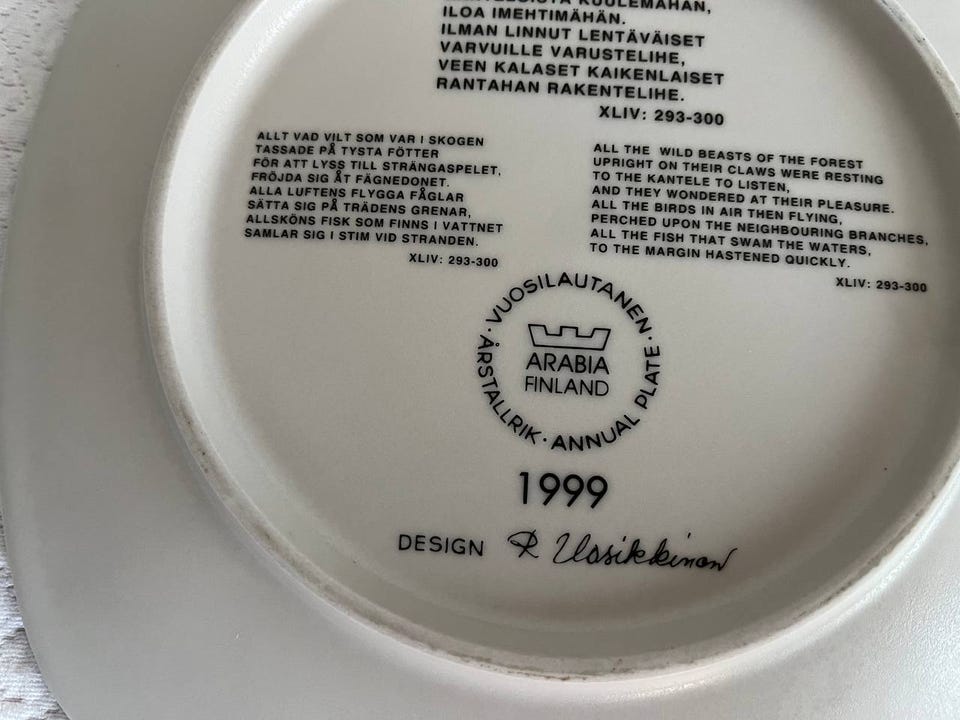 KUULEMAHAN,
ILOA IMEHTIMÄHÄN.
ILMAN LINNUT LENTÄVÄISET
VARVUILLE VARUSTELIHE,
VEEN KALASET KAIKENLAISET
RANTAHAN RAKENTELIHE.
XLIV: 293-300
ALLT VAD VILT SOM VAR I SKOGEN
TASSADE PÅ TYSTA FÖTTER
FÖR ATT LYSS TILL STRÄNGASPELET,
FRÖJDA SIG ÅT FÄGNEDONET.
ALLA LUFTENS FLYGGA FÅGLAR
SÄTTA SIG PÅ TRÄDENS GRENAR,
ALLSKÖNS FISK SOM FINNS I VATTNET
SAMLAR SIG I STIM VID STRANDEN.
XLIV: 293-300
ALL THE WILD BEASTS OF THE FOREST
UPRIGHT ON THEIR CLAWS WERE RESTING
TO THE KANTELE TO LISTEN,
AND THEY WONDERED AT THEIR PLEASURE.
ALL THE BIRDS IN AIR THEN FLYING,
PERCHED UPON THE NEIGHBOURING BRANCHES,
ALL THE FISH THAT SWAM THE WATERS,
TO THE MARGIN HASTENED QUICKLY.
XLIV: 293-300
· VUOSILAUTANEN · ANNUAL PLATE · ÅRSTALLRIK
ARABIA
FINLAND
1999
DESIGN R Uosikkinen